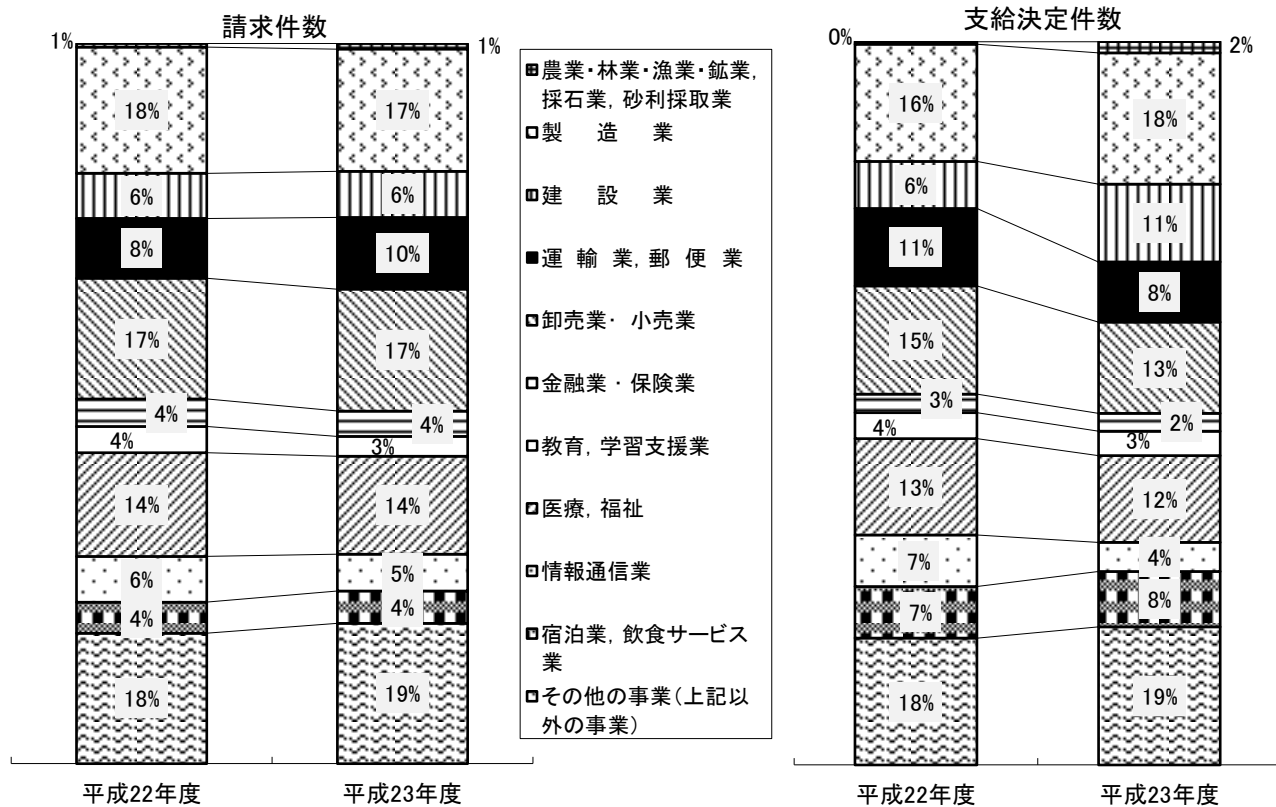 請求件数
1%
1%
18%
17%
6%
6%
8%
10%
17%
17%
4%
4%
4%
3%
14%
14%
6%
5%
4%
4%
18%
19%
平成22年度
平成23年度
農業・林業・漁業・鉱業,
採石業, 砂利採取業
製 造 業
建 設 業
運 輸 業, 郵 便 業
卸売業・ 小売業
金融業 ・ 保険業
教育, 学習支援業
医療, 福祉
情報通信業
宿泊業, 飲食サービス
業
その他の事業(上記以
外の事業)
支給決定件数
0%
2%
16%
18%
6%
11%
11%
8%
15%
13%
3%
2%
4%
3%
13%
12%
7%
4%
7%
8%
18%
19%
平成22年度
平成23年度